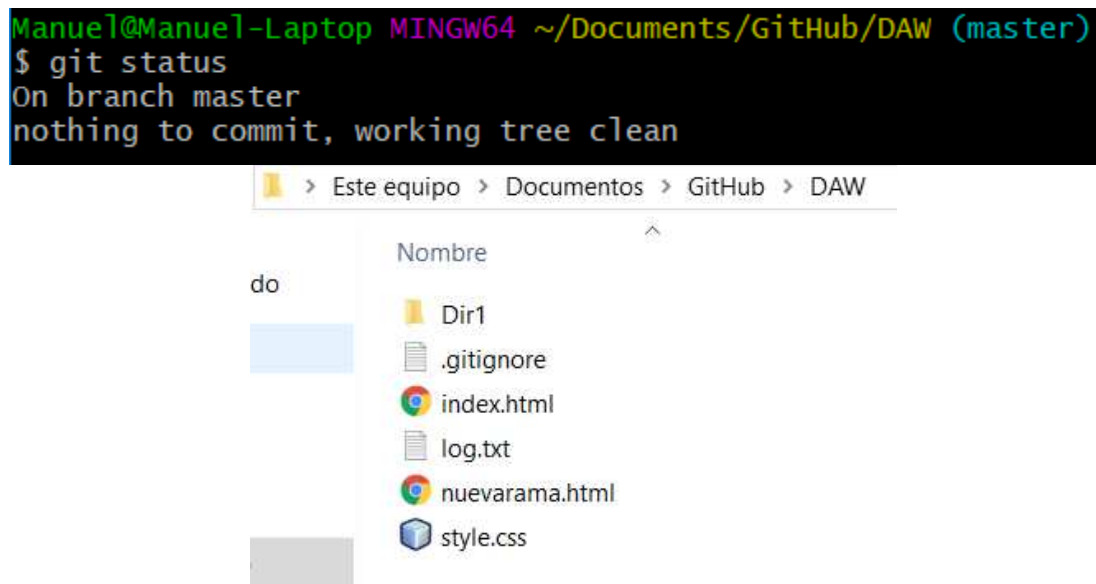 Manuel@Manuel-Laptop MINGW64 ~/Documents/GitHub/DAW (master)
$ git status
On branch master
nothing to commit, working tree clean
> Este equipo > Documentos > GitHub > DAW
Nombre
do
Dir1
.gitignore
index.html
log.txt
nuevarama.html
style.css